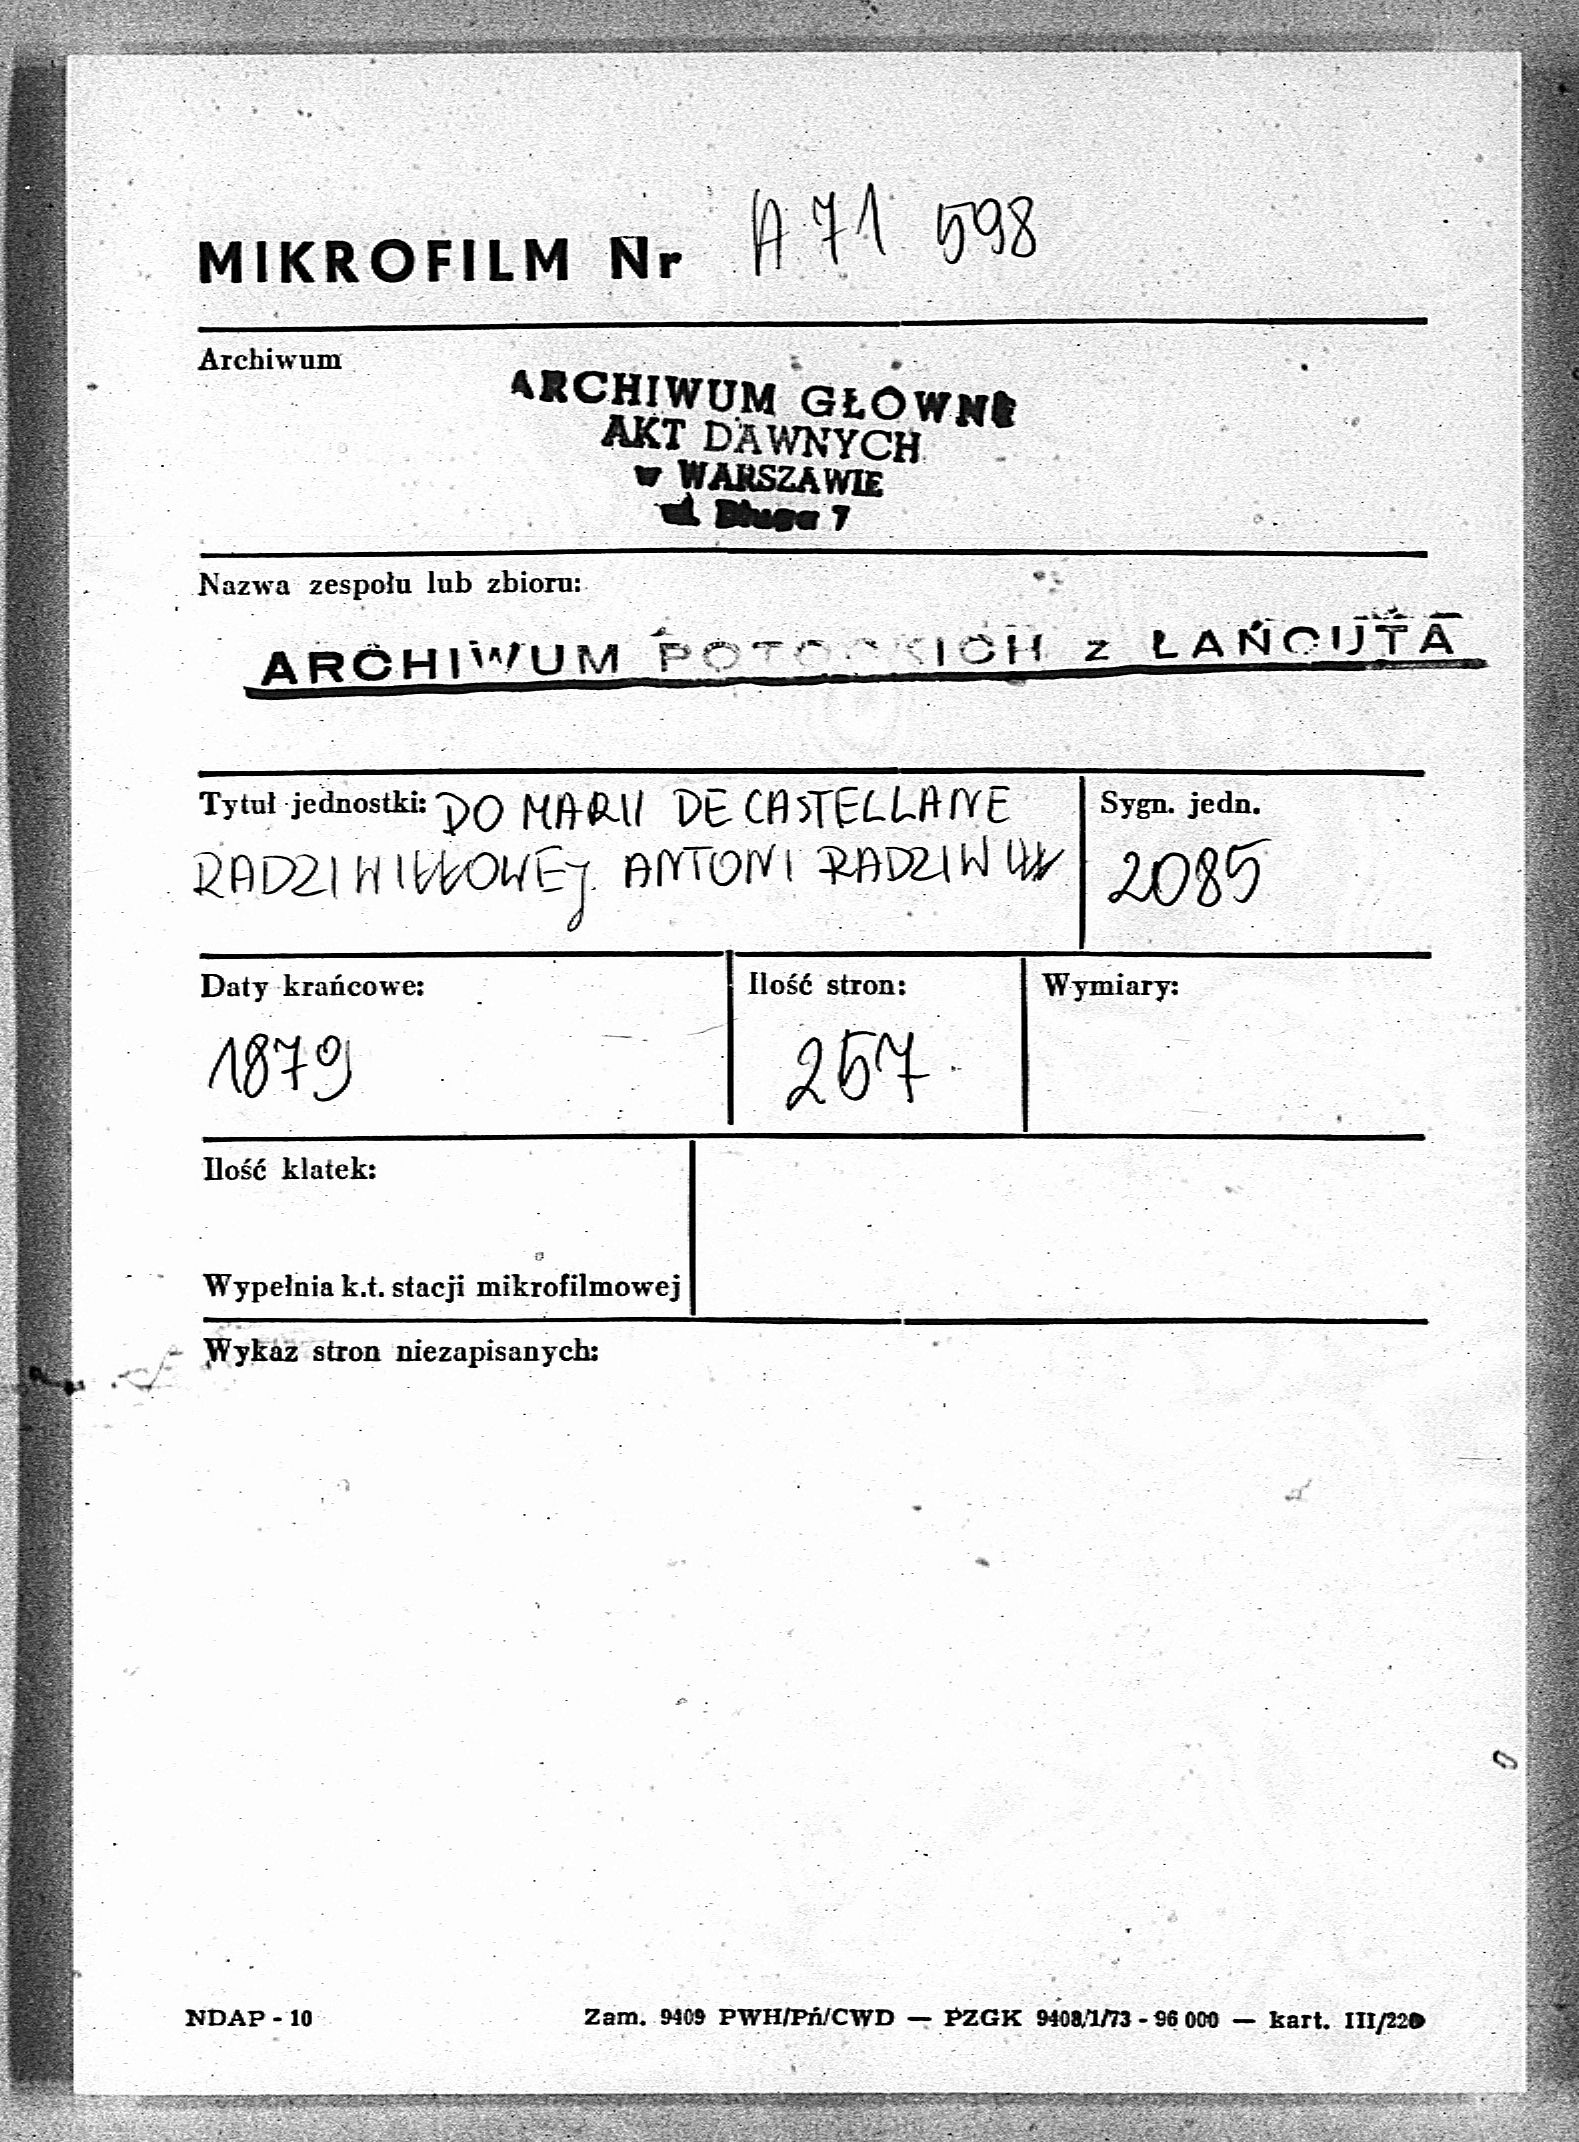 MIKROFILM Nr A 71 598
Archiwum
ARCHIWUM GŁÓWNE
AKT DAWNYCH
w WARSZAWIE
ul. Długa 7
Nazwa zespołu lub zbioru:
ARCHIWUM POTOCKICH z ŁAŃCUTA
Tytuł jednostki: DO MARII DE CASTELLANE
RADZIWIŁŁOWEJ ANTONI RADZIWIŁŁ
Sygn. jedn.
2085
Daty krańcowe:
1879
Ilość stron:
257
Wymiary:
Ilość klatek:
Wypełnia k.t. stacji mikrofilmowej
Wykaz stron niezapisanych:
NDAP - 10
Zam. 9409 PWH/Pń/CWD — PZGK 9408/1/73 - 96 000 — kart. III/220